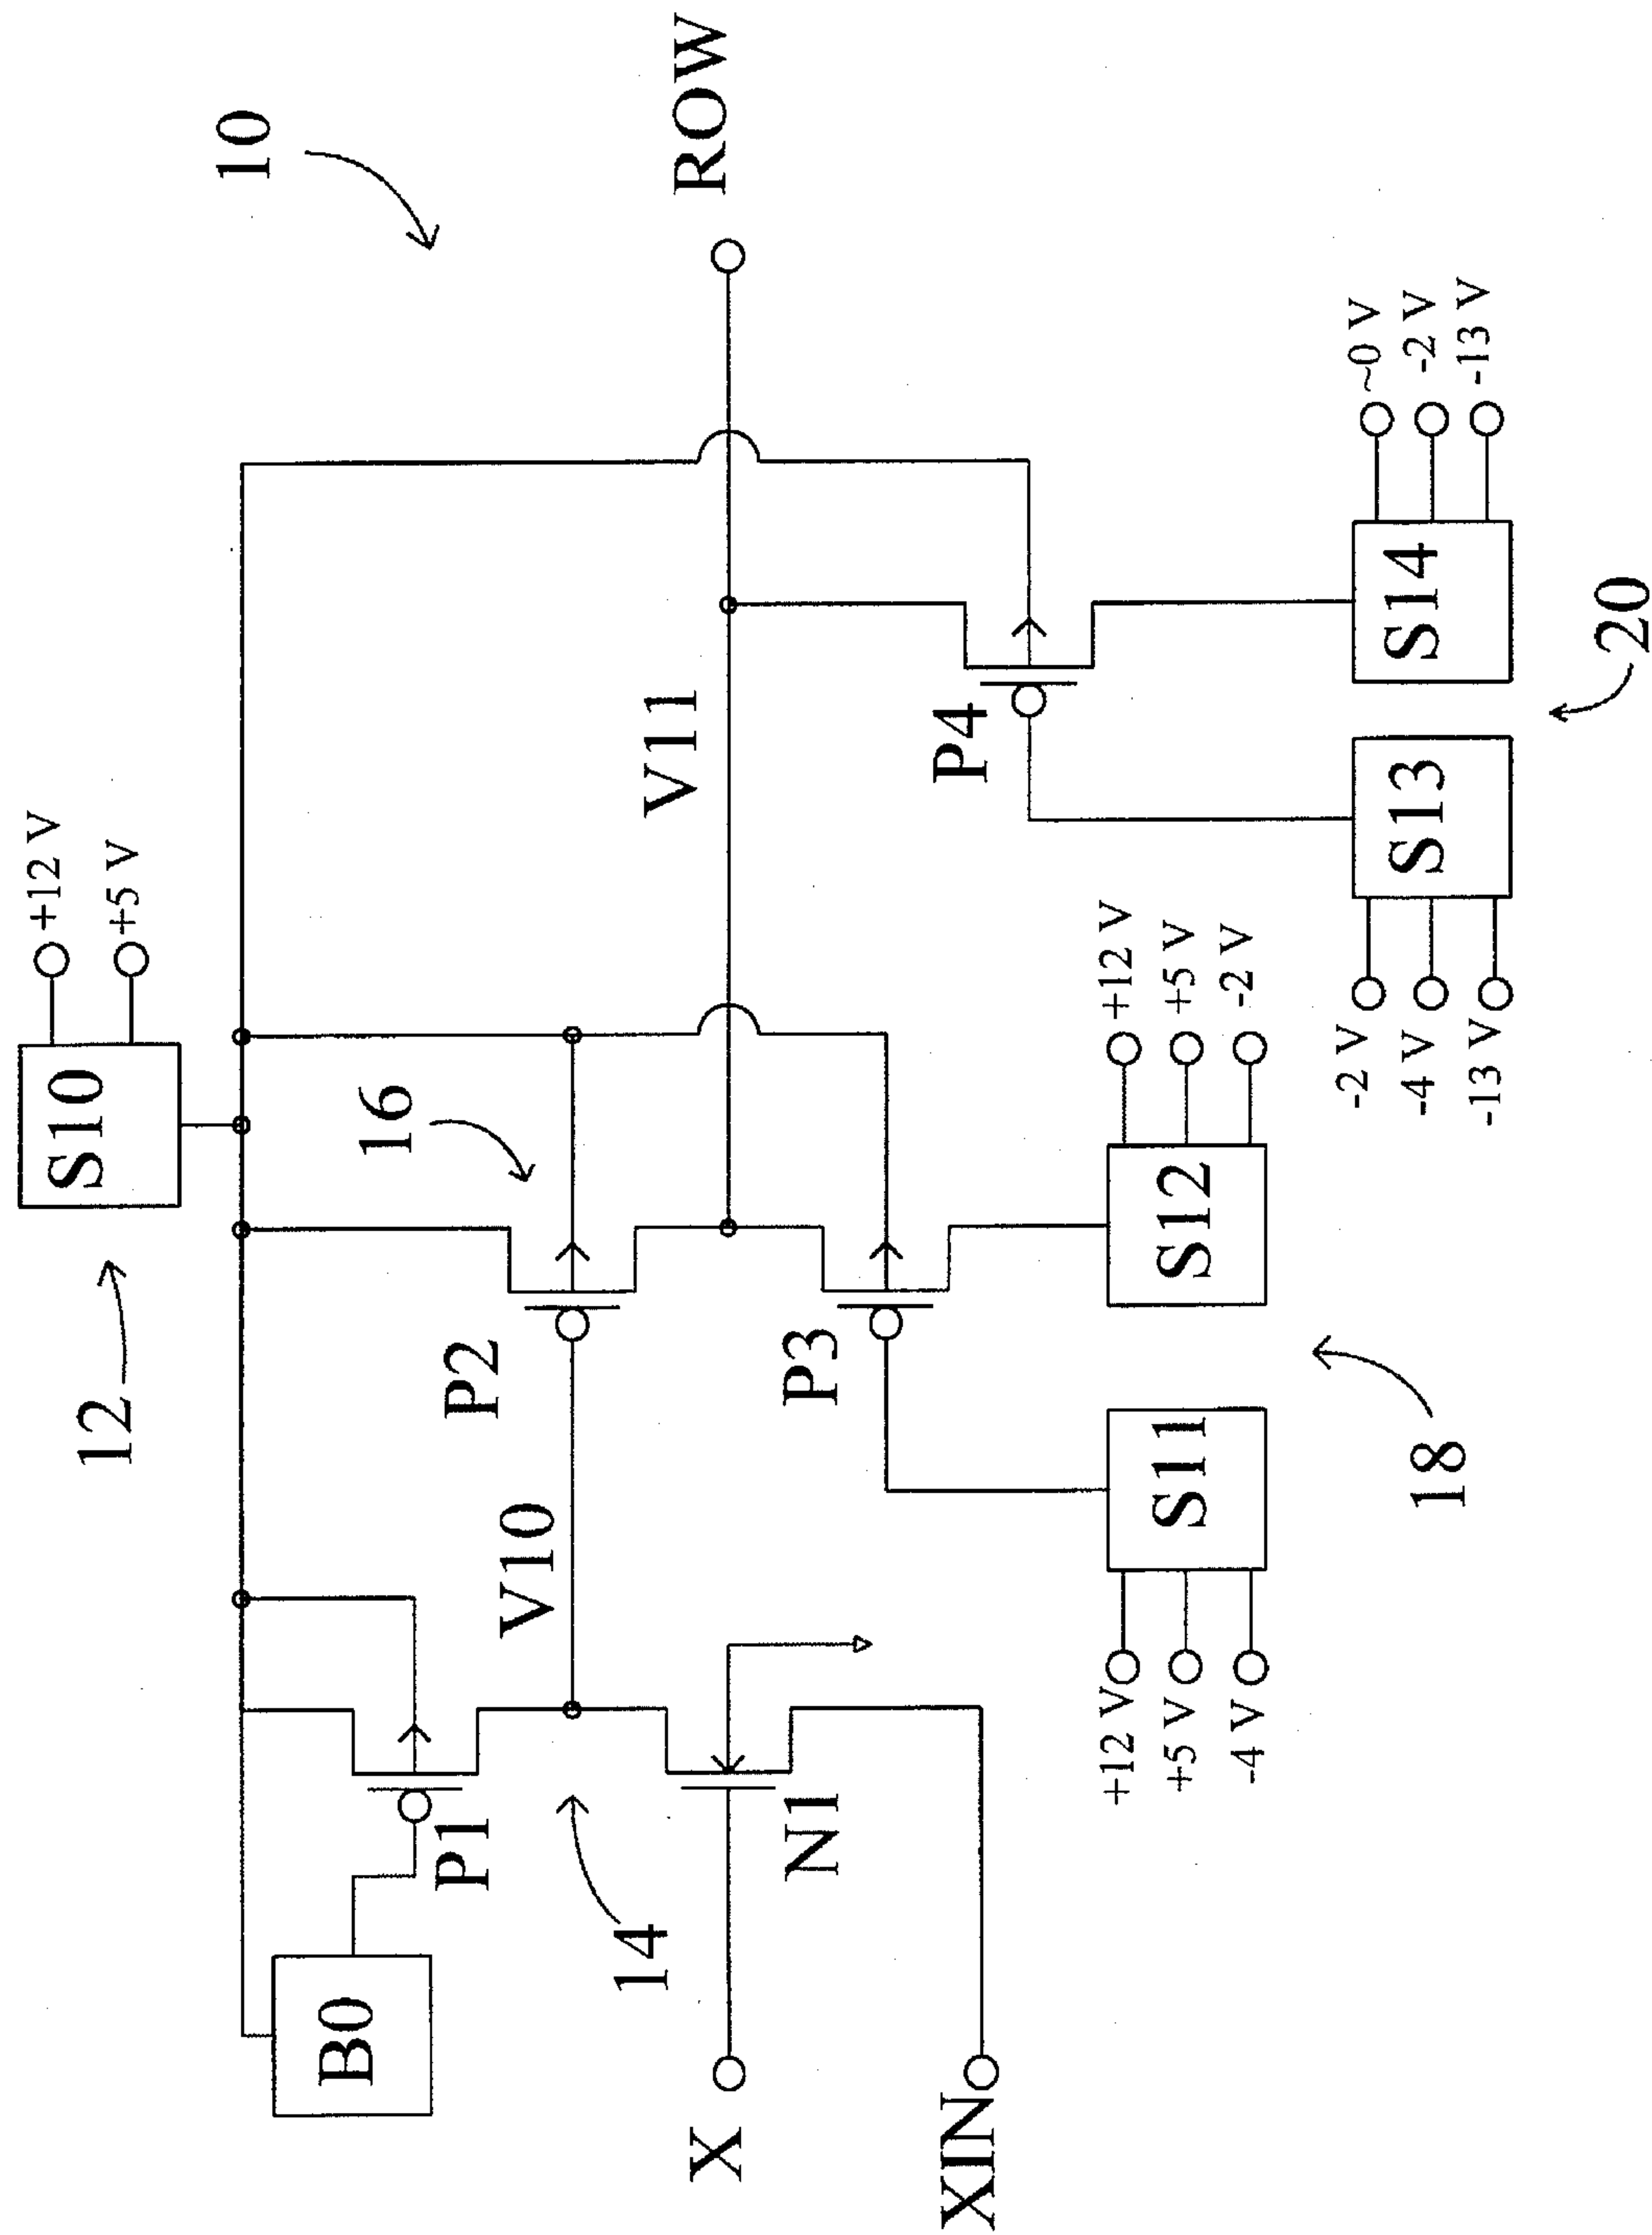 10
12
S10
+12 V
+5 V
ROW
B0
P1
V10
P2
16
V11
14
X
N1
P3
P4
XIN
+12 V
+5 V
-4 V
S11
S12
+12 V
+5 V
-2 V
18
-2 V
-4 V
-13 V
S13
S14
~0 V
-2 V
-13 V
20